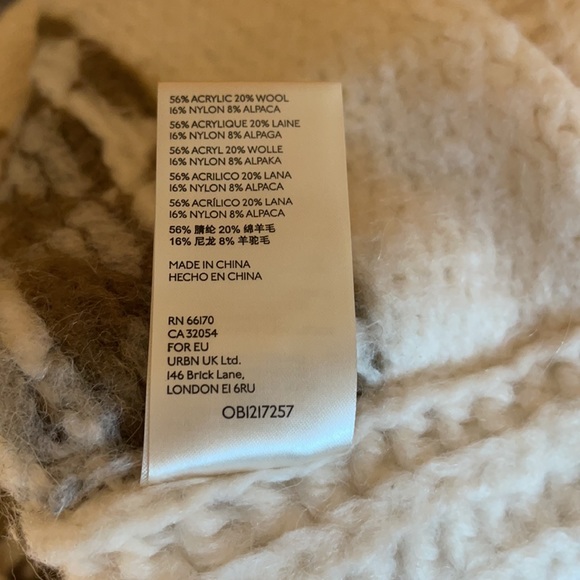 56% ACRYLIC 20% WOOL
16% NYLON 8% ALPACA
56% ACRYLIQUE 20% LAINE
16% NYLON 8% ALPAGA
56% ACRYL 20% WOLLE
16% NYLON 8% ALPAKA
56% ACRILICO 20% LANA
16% NYLON 8% ALPACA
56% ACRÍLICO 20% LANA
16% NYLON 8% ALPACA
56% 腈纶 20% 绵羊毛
16% 尼龙 8% 羊驼毛
MADE IN CHINA
HECHO EN CHINA
RN 66170
CA 32054
FOR EU
URBN UK Ltd.
146 Brick Lane,
LONDON E1 6RU
OB1217257